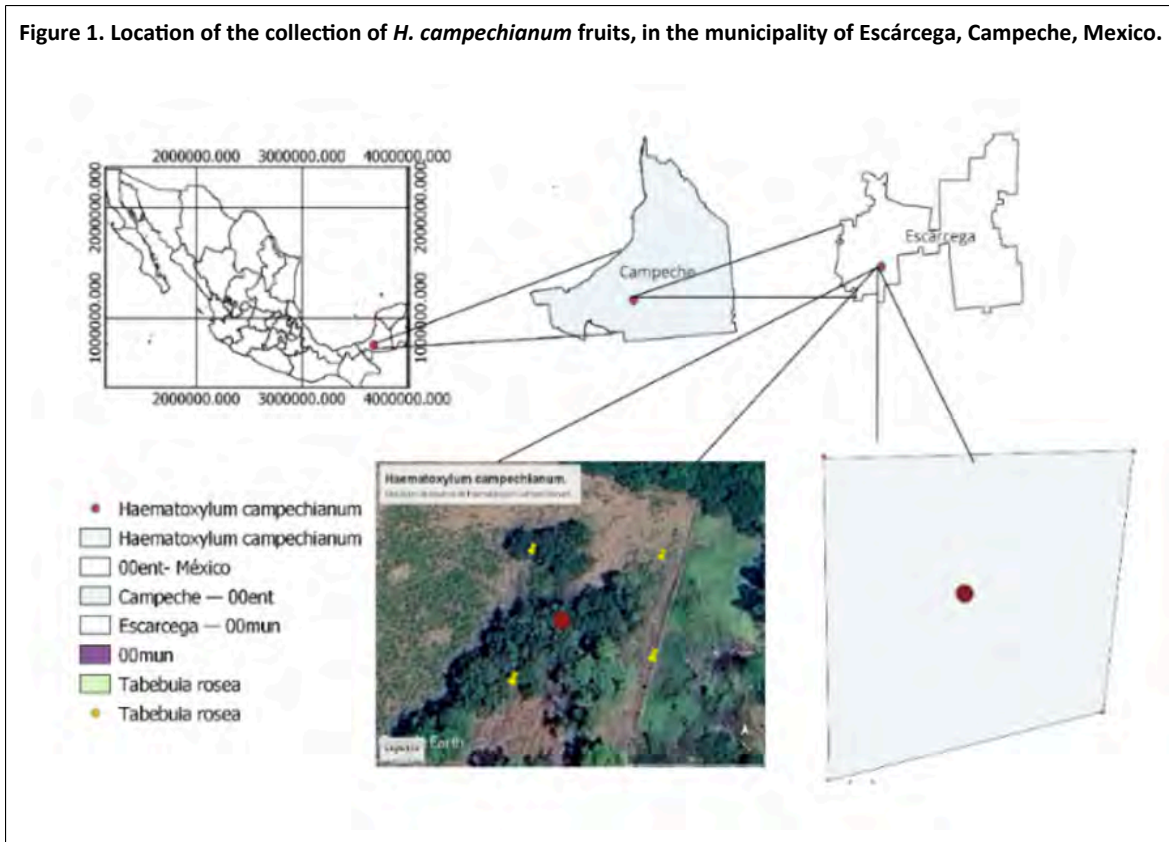 Figure 1. Location of the collection of H. campechianum fruits, in the municipality of Escárcega, Campeche, Mexico.
2000000.000 3000000.000 4000000.000
2000000.000
1000000.000
2000000.000
1000000.000
2000000.000 3000000.000 4000000.000
Campeche
Escarcega
Haematoxylum campechianum
Haematoxylum campechianum
00ent- México
Campeche — 00ent
Escarcega — 00mun
00mun
Tabebuia rosea
Tabebuia rosea
Haematoxylum campechianum.
Earth